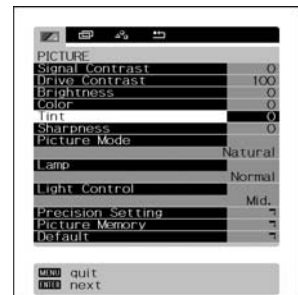 PICTURE
Signal Contrast 0
Drive Contrast 100
Brightness 0
Color 0
Tint 0
Sharpness 0
Picture Mode
Natural
Lamp
Normal
Light Control
Mid.
Precision Setting
Picture Memory
Default
MENU quit
ENTER next